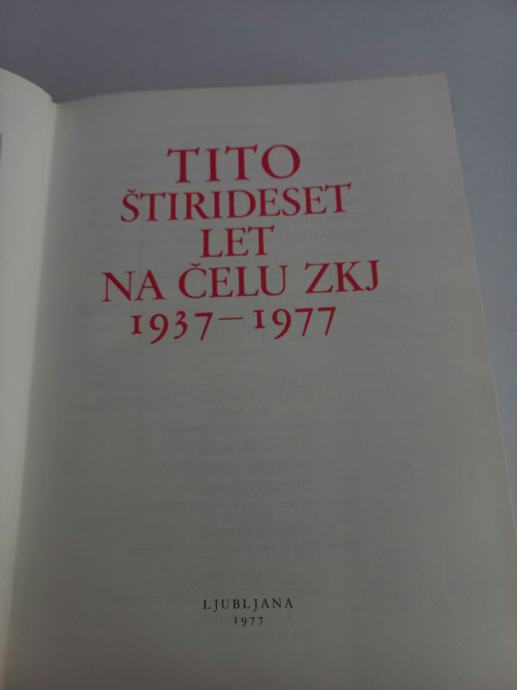 TITO
ŠTIRIDESET
LET
NA ČELU ZKJ
1937–1977
LJUBLJANA
1977